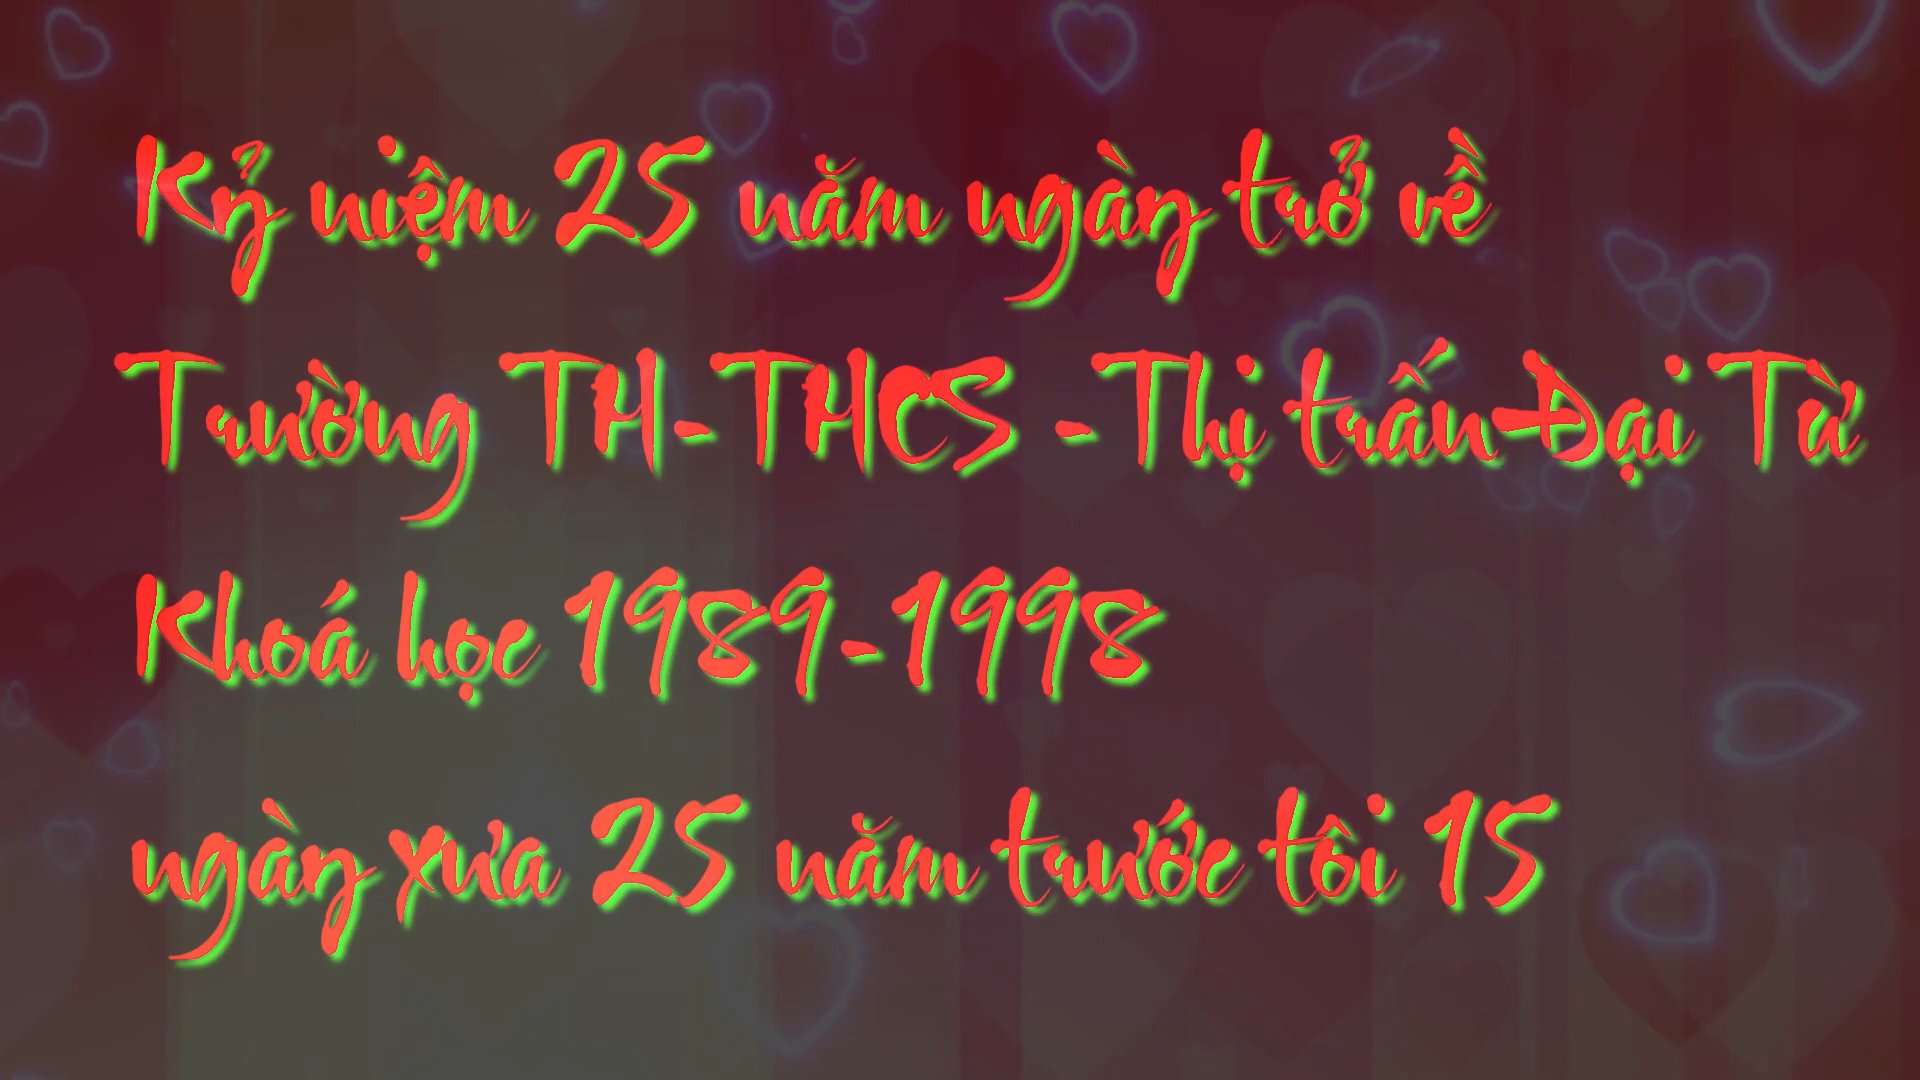 Kỷ niệm 25 năm ngày trở về
Trường TH-THCS -Thị trấn-Đại Từ
Khoá học 1989-1998
ngày xưa 25 năm trước tôi 15